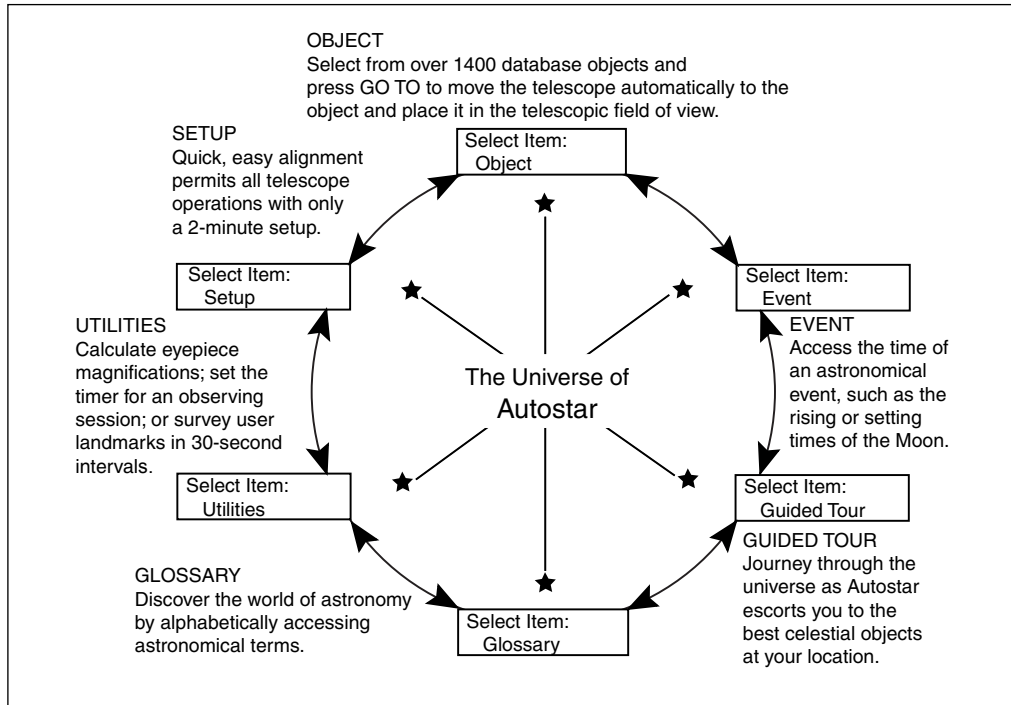 OBJECT
Select from over 1400 database objects and
press GO TO to move the telescope automatically to the
object and place it in the telescopic field of view.
Select Item:
Object
SETUP
Quick, easy alignment
permits all telescope
operations with only
a 2-minute setup.
Select Item:
Setup
Select Item:
Event
UTILITIES
Calculate eyepiece
magnifications; set the
timer for an observing
session; or survey user
landmarks in 30-second
intervals.
The Universe of
Autostar
EVENT
Access the time of
an astronomical
event, such as the
rising or setting
times of the Moon.
Select Item:
Utilities
Select Item:
Guided Tour
GLOSSARY
Discover the world of astronomy
by alphabetically accessing
astronomical terms.
Select Item:
Glossary
GUIDED TOUR
Journey through the
universe as Autostar
escorts you to the
best celestial objects
at your location.